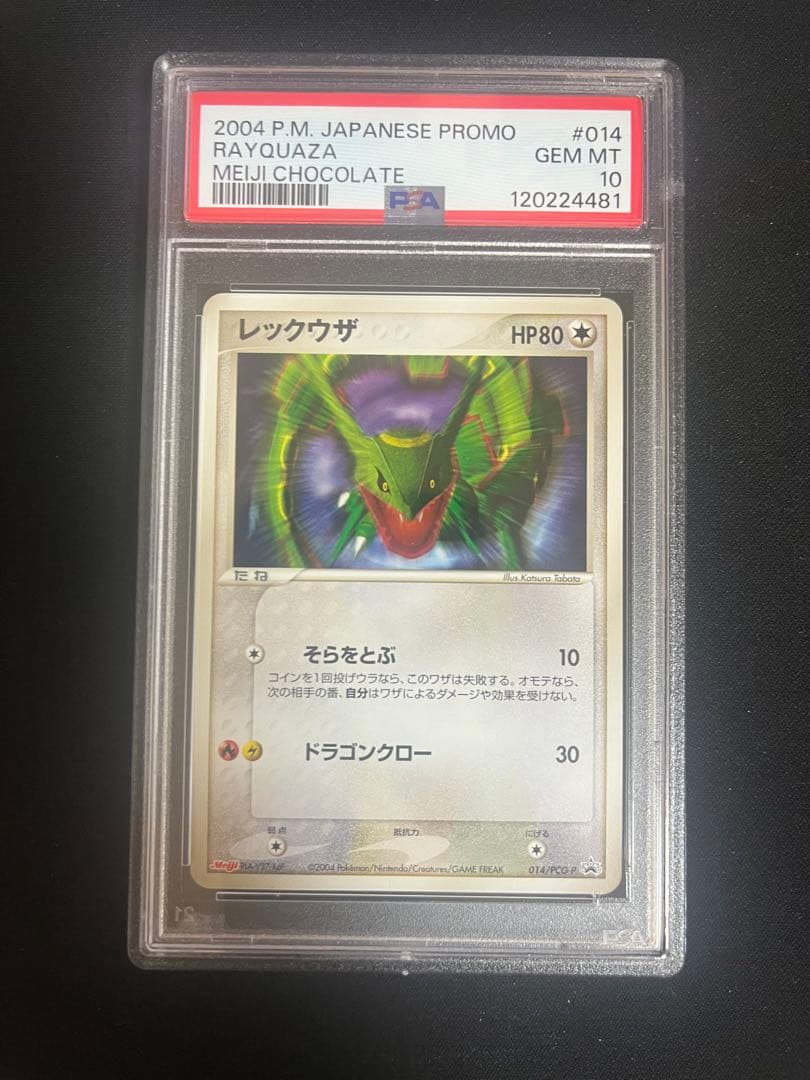 2004 P.M. JAPANESE PROMO #014
RAYQUAZA GEM MT
MEIJI CHOCOLATE 10
PSA 120224481
レックウザ HP80
たね Illus. Katsura Tabata
そらをとぶ 10
コインを1回投げウラなら、このワザは失敗する。オモテなら、
次の相手の番、自分はワザによるダメージや効果を受けない。
ドラゴンクロー 30
弱点 抵抗力 にげる
Meiji ©2004 Pokémon/Nintendo/Creatures/GAME FREAK 014/PCG-P
PSA